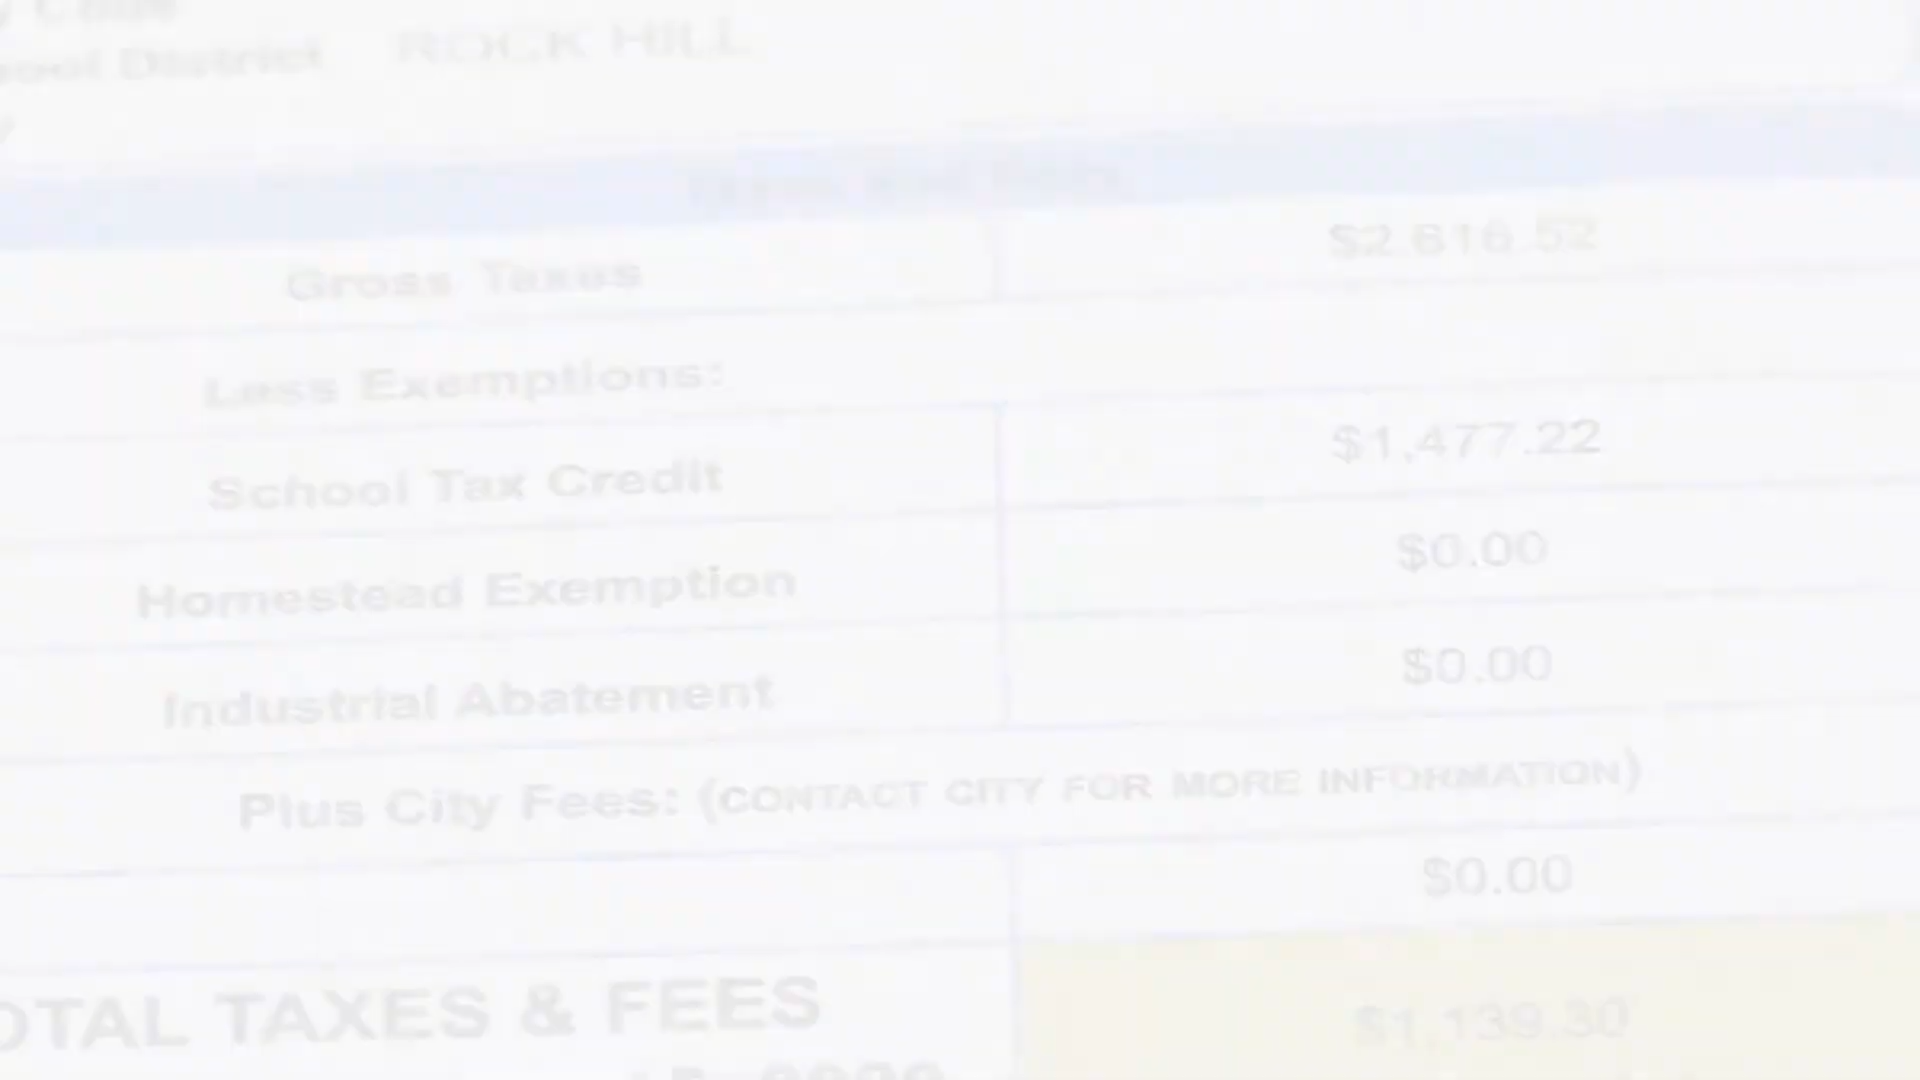 School District ROCK HILL
Gross Taxes $2,616.52
Less Exemptions:
School Tax Credit $1,477.22
Homestead Exemption $0.00
Industrial Abatement $0.00
Plus City Fees: (CONTACT CITY FOR MORE INFORMATION)
$0.00
OTAL TAXES & FEES $1,139.30